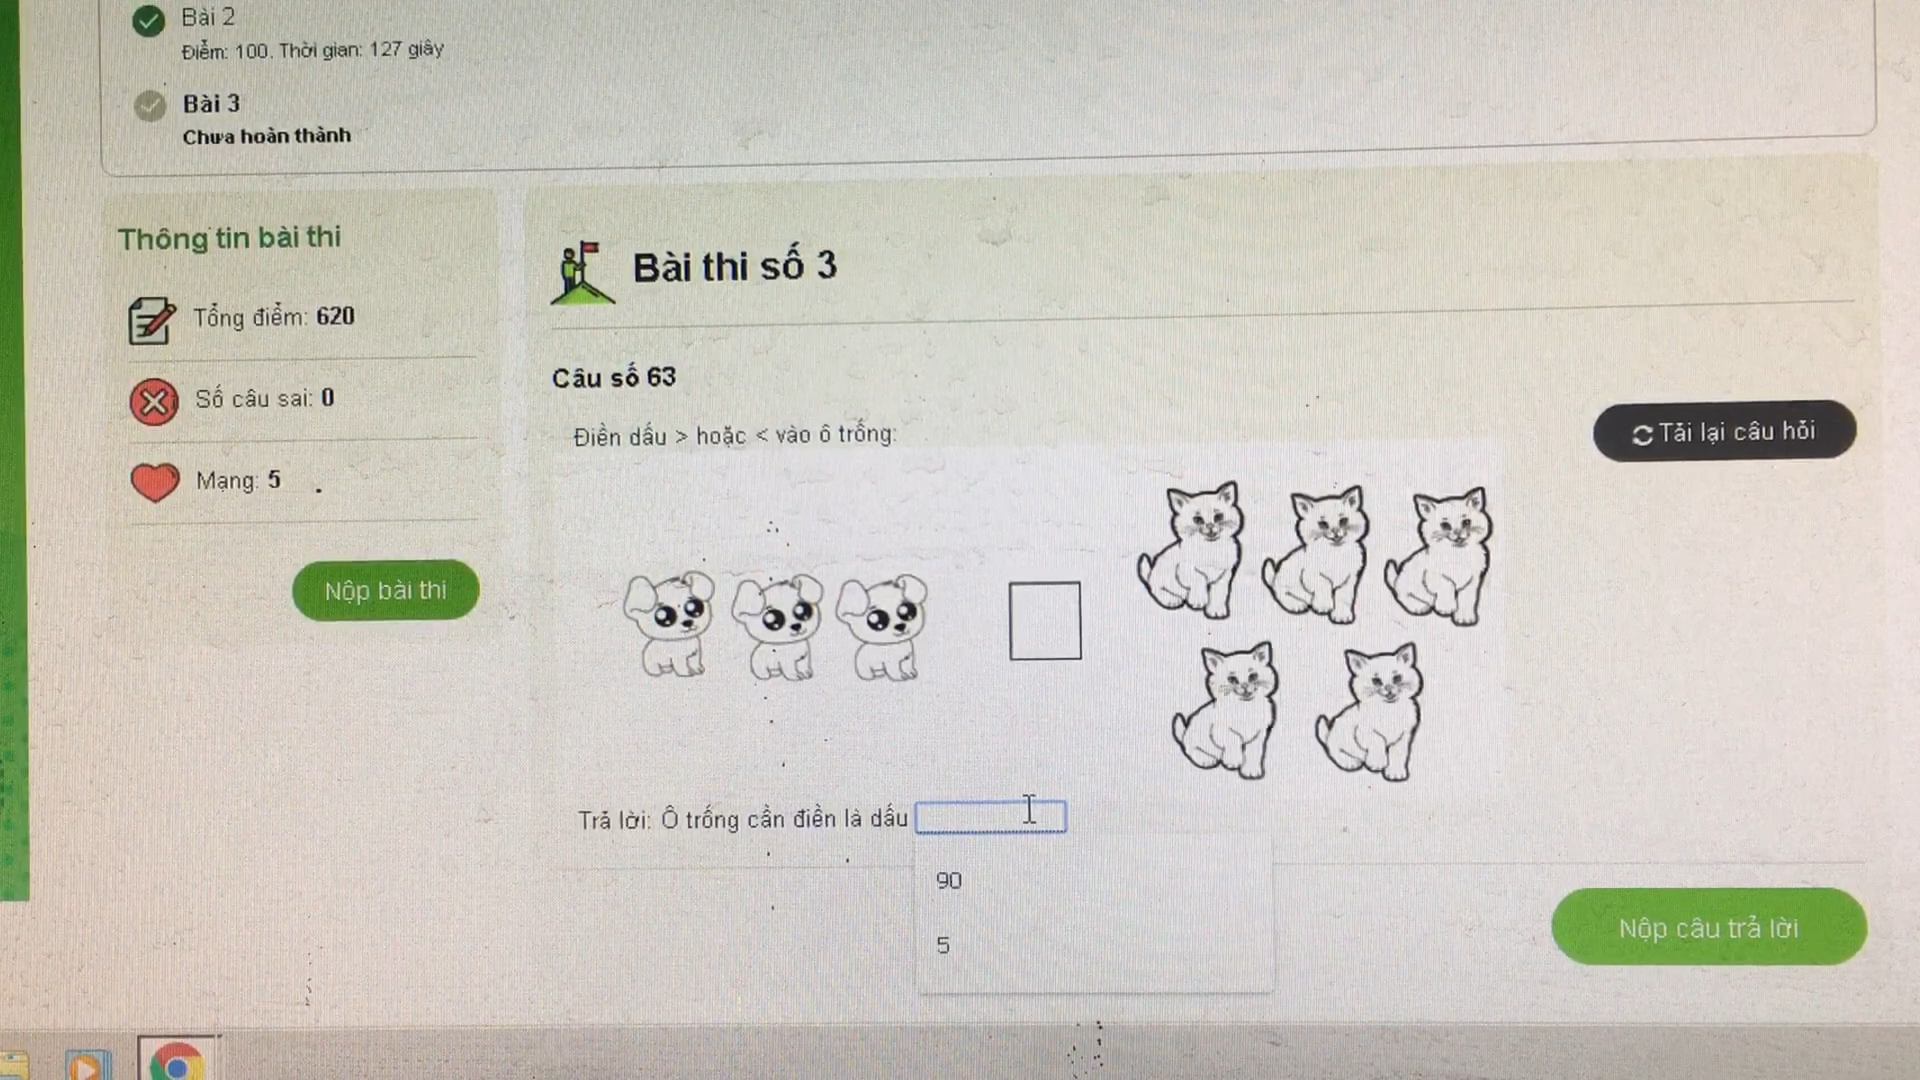 Bài 2
Điểm: 100. Thời gian: 127 giây
Bài 3
Chưa hoàn thành
Thông tin bài thi
Tổng điểm: 620
Số câu sai: 0
Mạng: 5
Nộp bài thi
Bài thi số 3
Câu số 63
Điền dấu > hoặc < vào ô trống:
Tải lại câu hỏi
Trả lời: Ô trống cần điền là dấu
90
5
Nộp câu trả lời